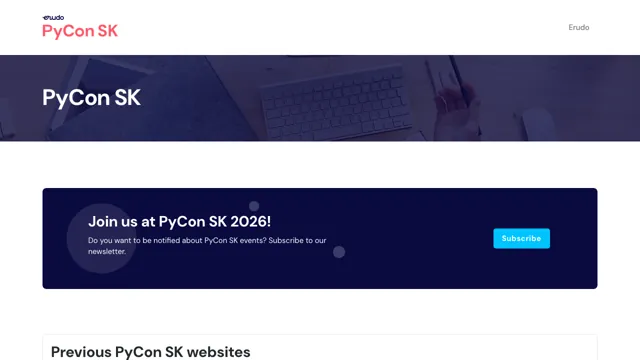 erudo
PyCon SK
Erudo
PyCon SK
Join us at PyCon SK 2026!
Do you want to be notified about PyCon SK events? Subscribe to our
newsletter.
Subscribe
Previous PyCon SK websites